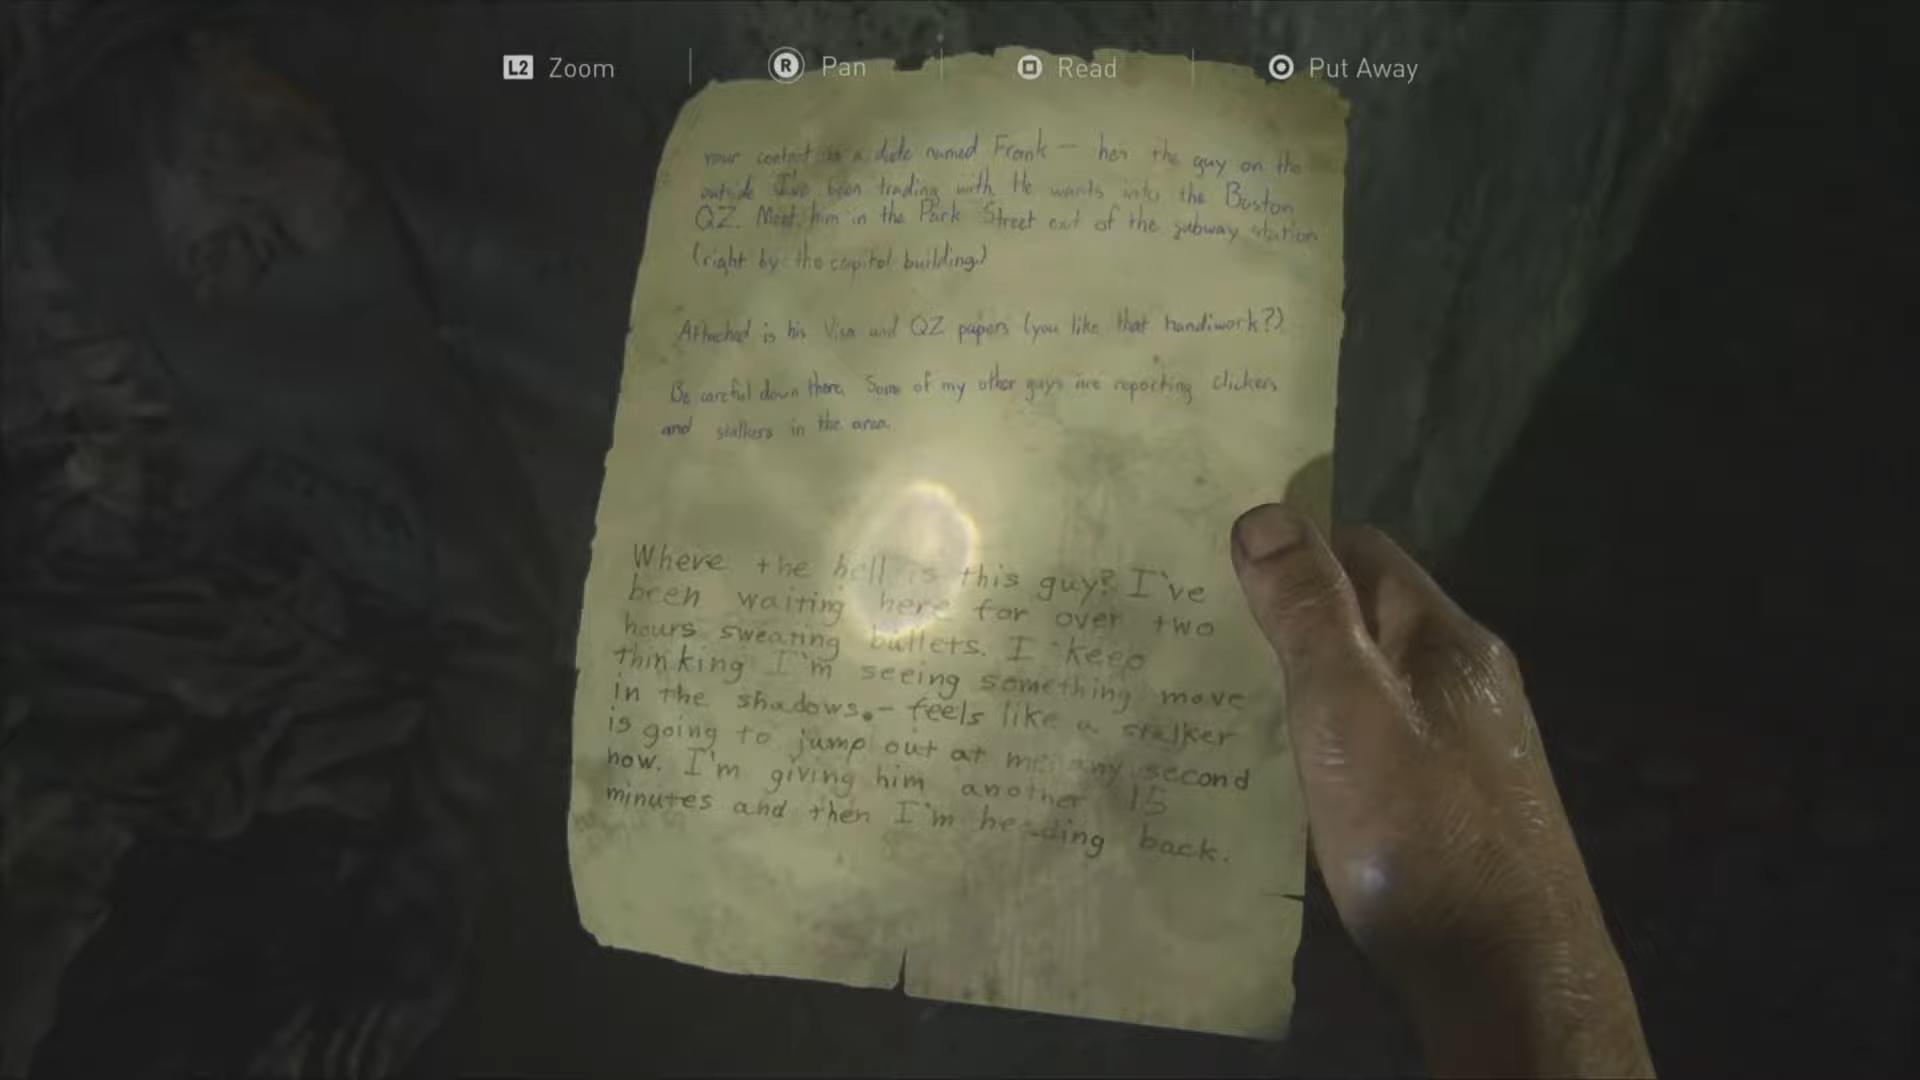 L2 Zoom R Pan Read Put Away
Your contact is a dude named Frank — he's the guy on the
outside I've been trading with. He wants into the Boston
QZ. Meet him in the Park Street exit of the subway station
(right by the capitol building.)
Attached is his Visa and QZ papers (you like that handiwork?)
Be careful down there. Some of my other guys are reporting clickers
and stalkers in the area.
Where the hell is this guy? I've
been waiting here for over two
hours sweating bullets. I keep
thinking I'm seeing something move
in the shadows. - feels like a stalker
is going to jump out at me any second
now. I'm giving him another 15
minutes and then I'm heading back.